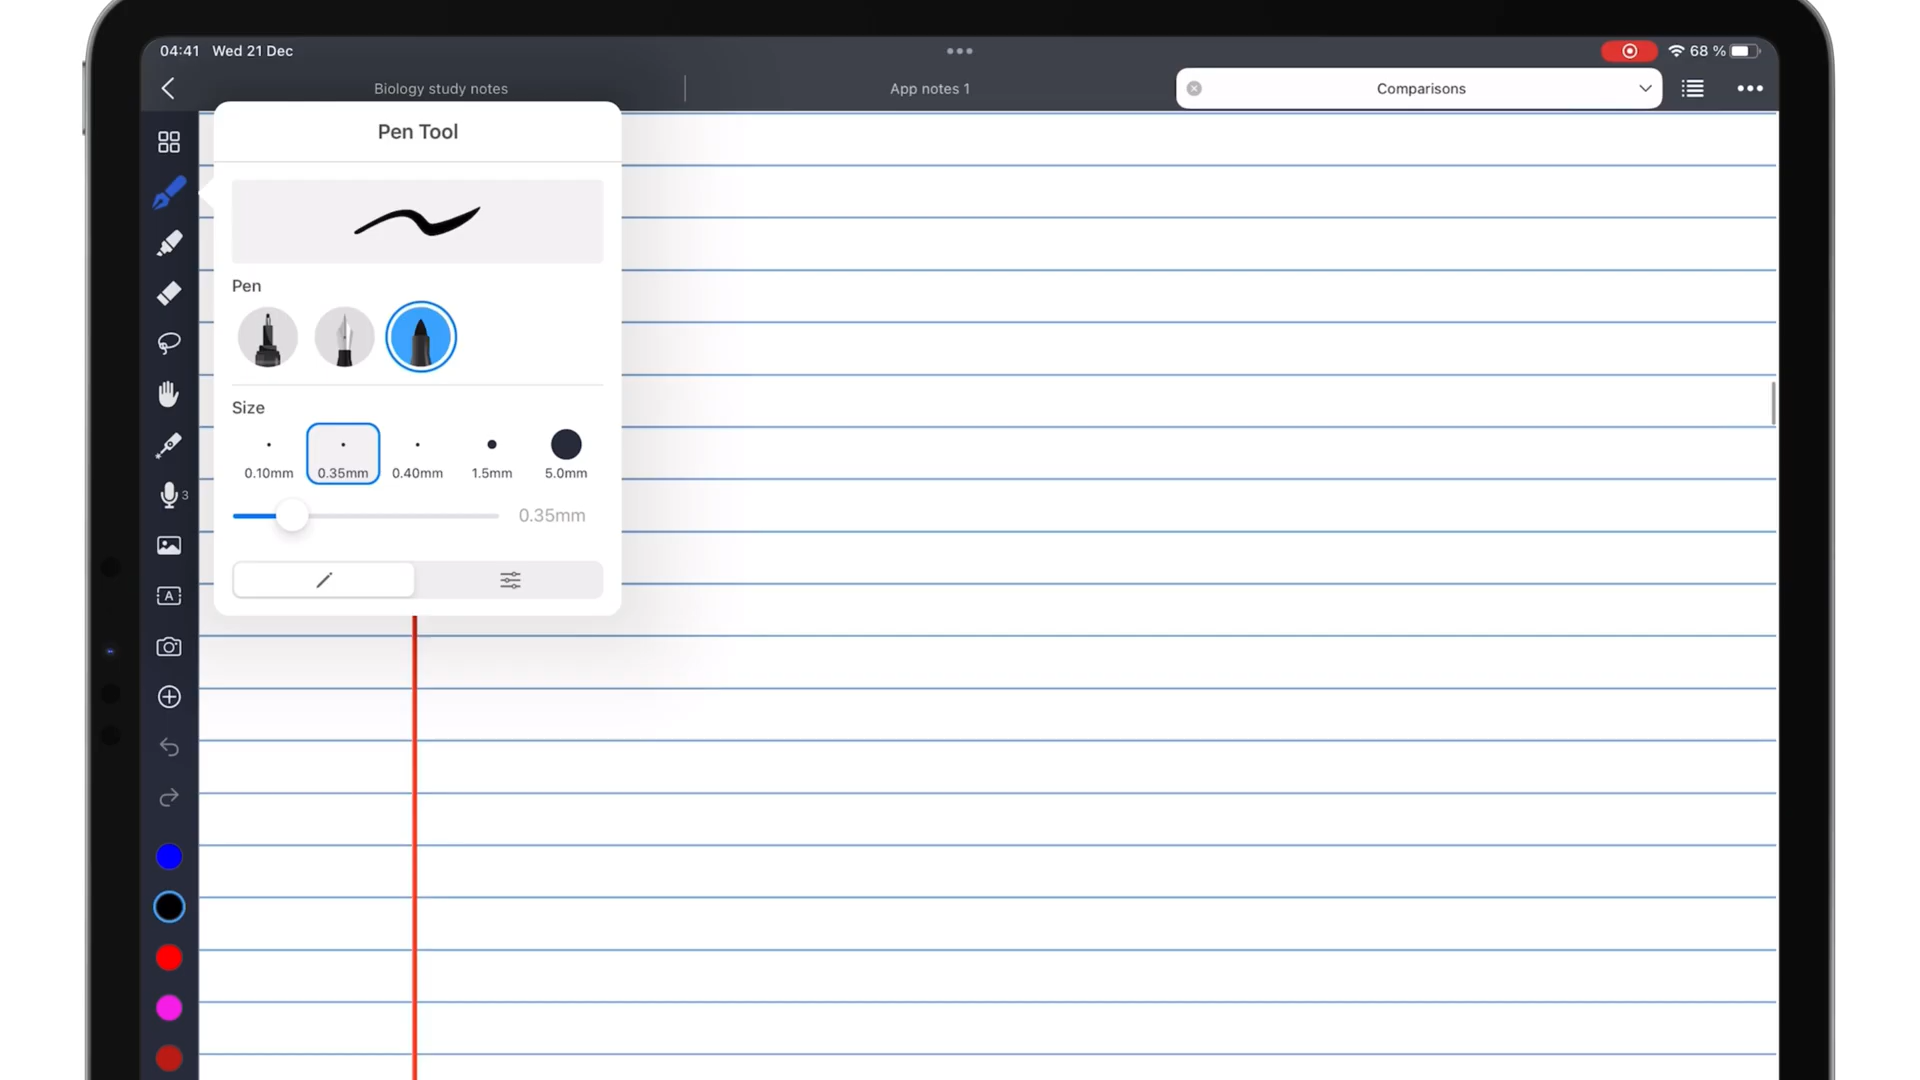 04:41 Wed 21 Dec
68 %
Biology study notes
App notes 1
Comparisons
Pen Tool
3
Pen
Size
0.10mm 0.35mm 0.40mm 1.5mm 5.0mm
0.35mm
A